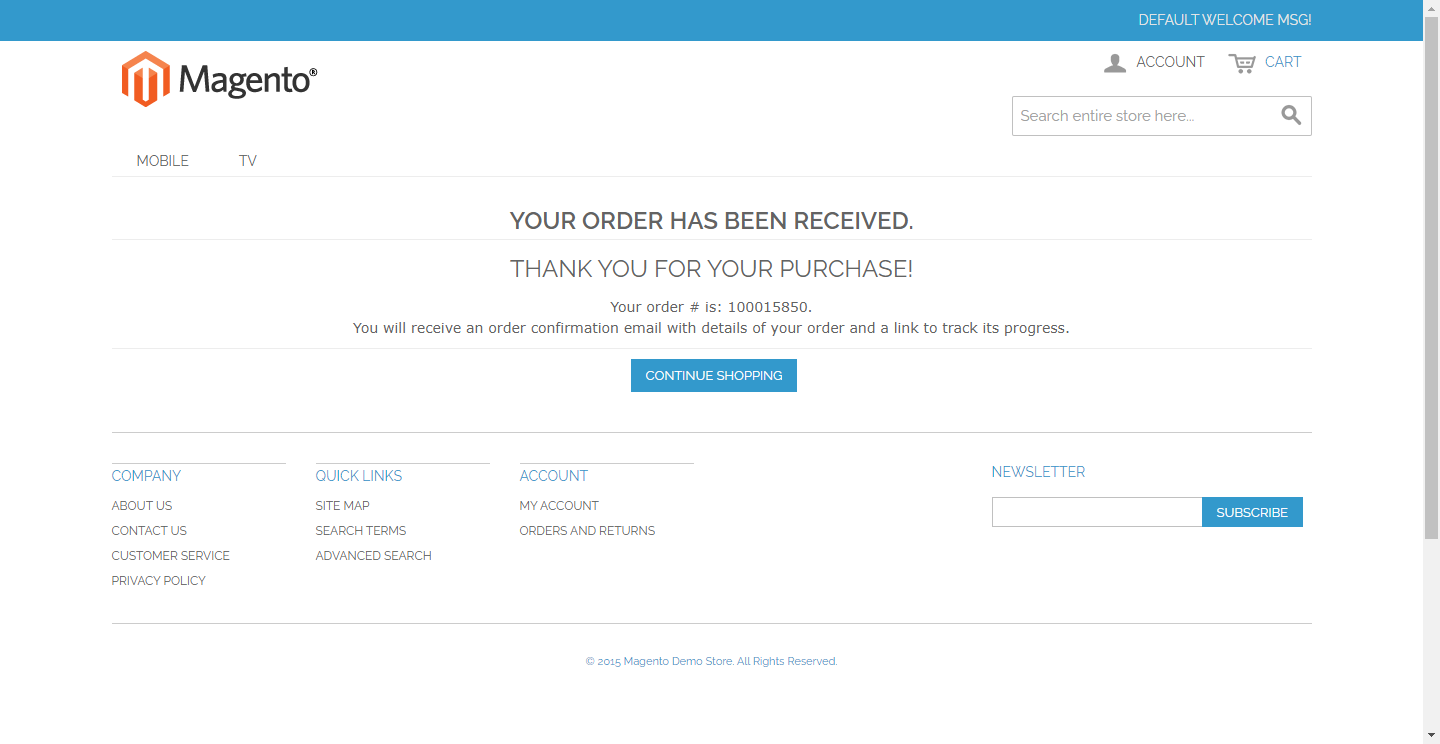 DEFAULT WELCOME MSG!
Magento®
ACCOUNT
CART
Search entire store here...
MOBILE
TV
YOUR ORDER HAS BEEN RECEIVED.
THANK YOU FOR YOUR PURCHASE!
Your order # is: 100015850.
You will receive an order confirmation email with details of your order and a link to track its progress.
CONTINUE SHOPPING
COMPANY
ABOUT US
CONTACT US
CUSTOMER SERVICE
PRIVACY POLICY
QUICK LINKS
SITE MAP
SEARCH TERMS
ADVANCED SEARCH
ACCOUNT
MY ACCOUNT
ORDERS AND RETURNS
NEWSLETTER
SUBSCRIBE
© 2015 Magento Demo Store. All Rights Reserved.